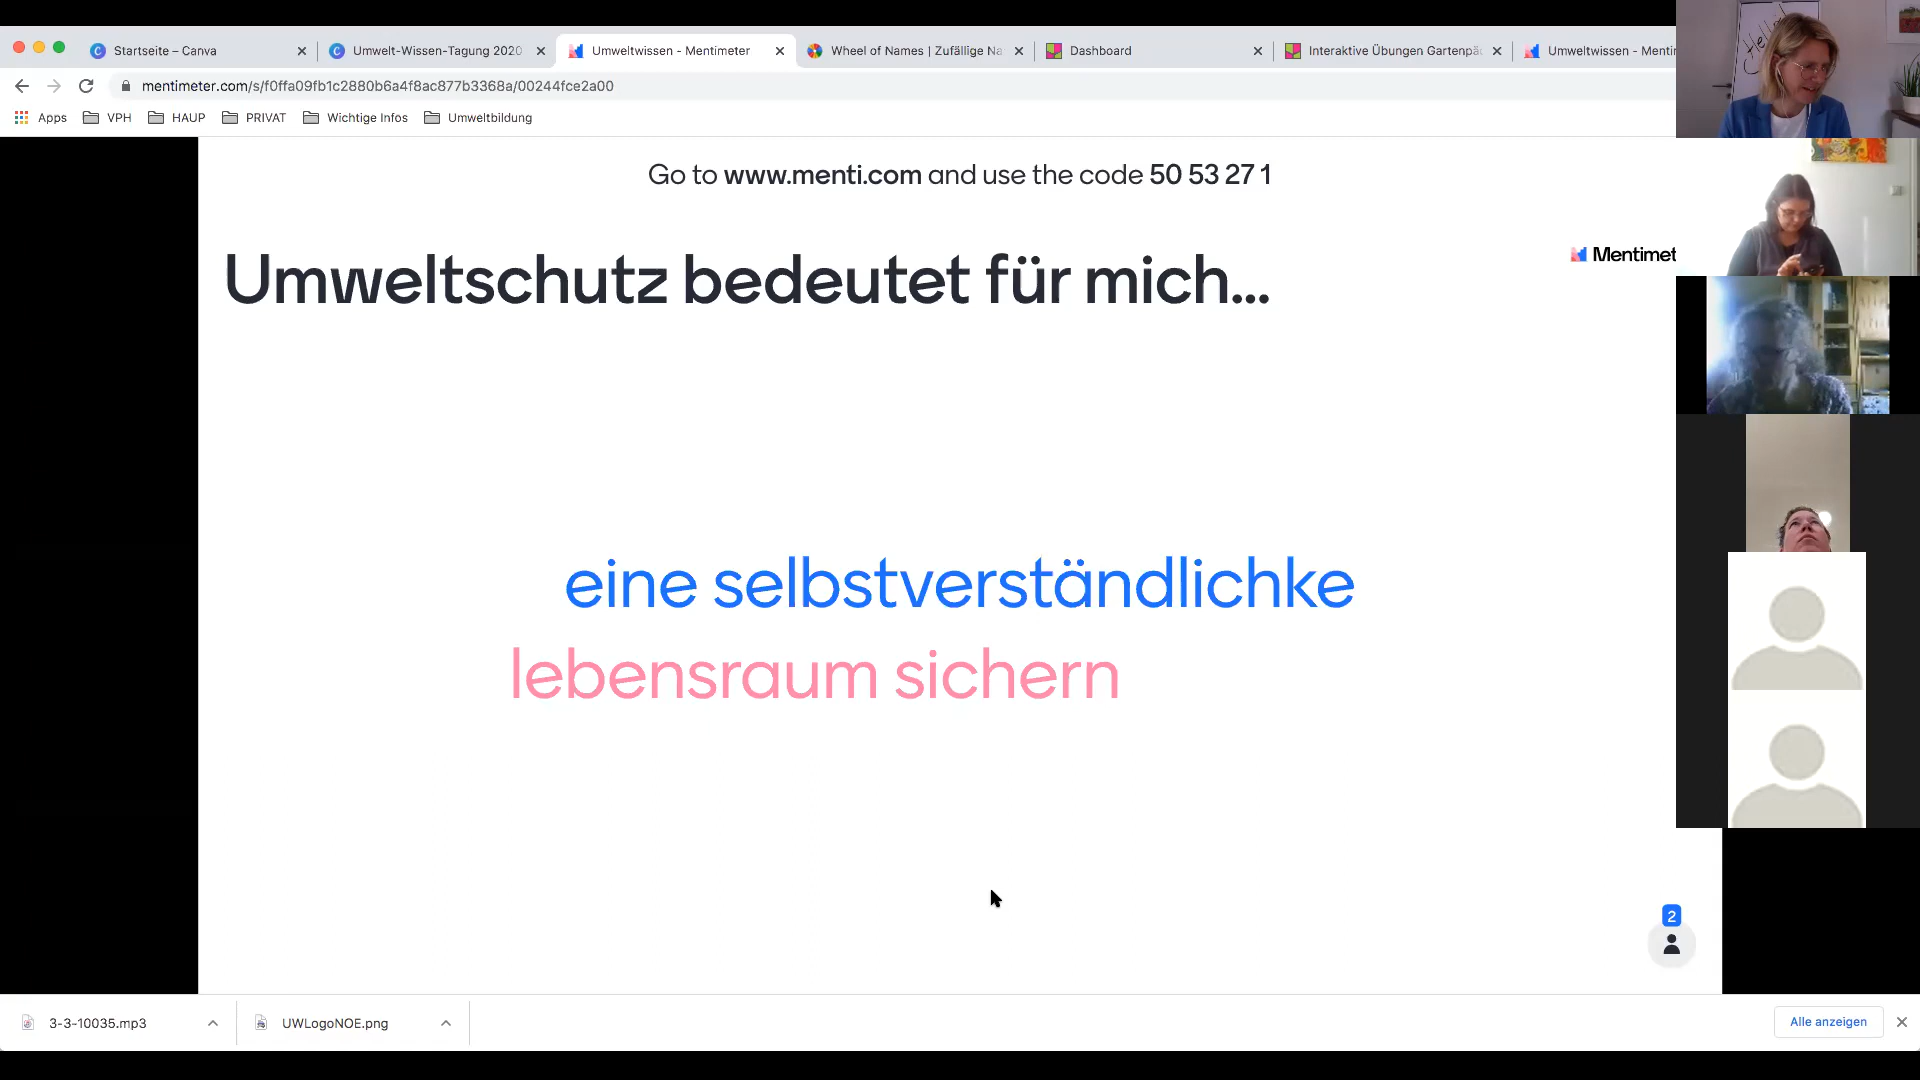 Startseite – Canva
Umwelt-Wissen-Tagung 2020
Umweltwissen - Mentimeter
Wheel of Names | Zufällige Na
Dashboard
Interaktive Übungen Gartenpä
Umweltwissen - Mentin
mentimeter.com/s/f0ffa09fb1c2880b6a4f8ac877b3368a/00244fce2a00
Apps
VPH
HAUP
PRIVAT
Wichtige Infos
Umweltbildung
Go to www.menti.com and use the code 50 53 27 1
Mentimet
Umweltschutz bedeutet für mich...
eine selbstverständlichke
lebensraum sichern
2
3-3-10035.mp3
UWLogoNOE.png
Alle anzeigen